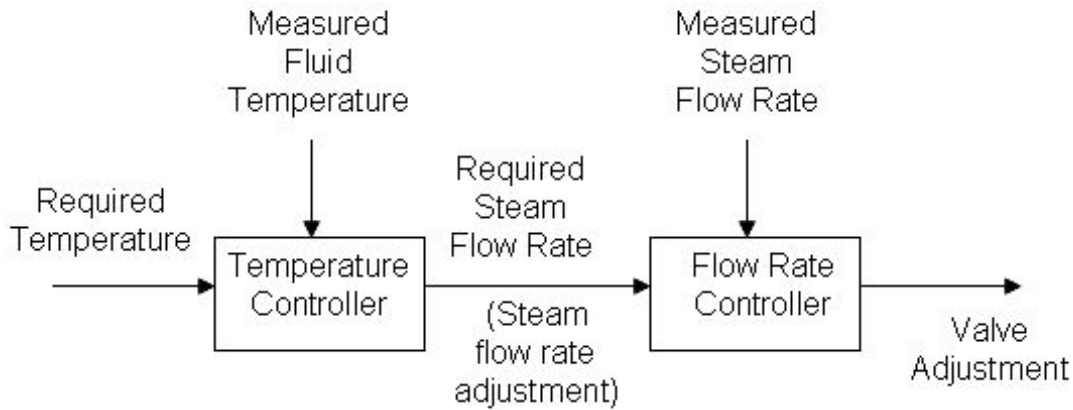 Measured
Fluid
Temperature
Measured
Steam
Flow Rate
Required
Temperature
Required
Steam
Flow Rate
Temperature
Controller
Flow Rate
Controller
(Steam
flow rate
adjustment)
Valve
Adjustment